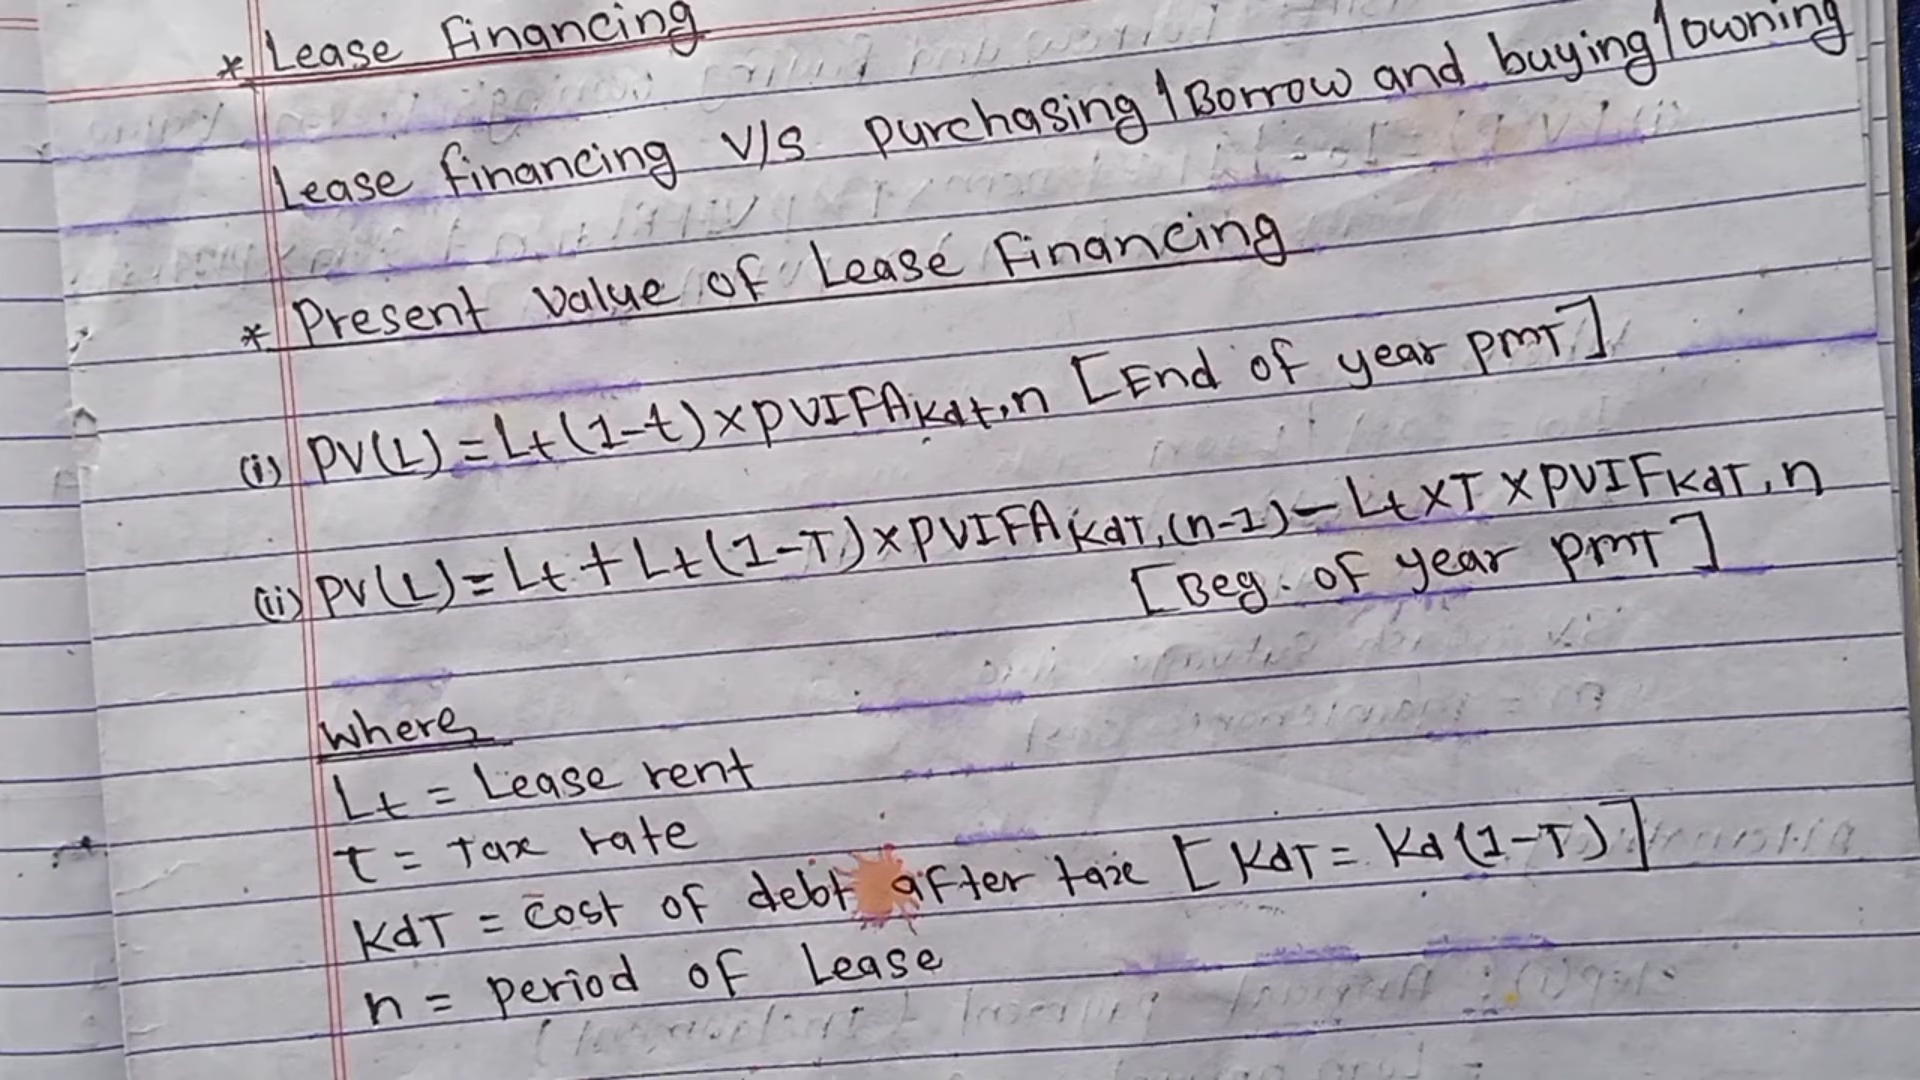 * Lease Financing
Lease financing V/S purchasing / Borrow and buying / owning
* Present value of Lease Financing
(i) PV(L) = Lt(1-t) x PVIFAkdt,n [End of year pmt]
(ii) PV(L) = Lt + Lt(1-T) x PVIFAkdT,(n-1) - Lt x T x PVIFkdT,n
[Beg. of year pmt]
where,
Lt = Lease rent
t = Tax rate
KdT = cost of debt after tax [KdT = Kd(1-T)]
n = period of Lease